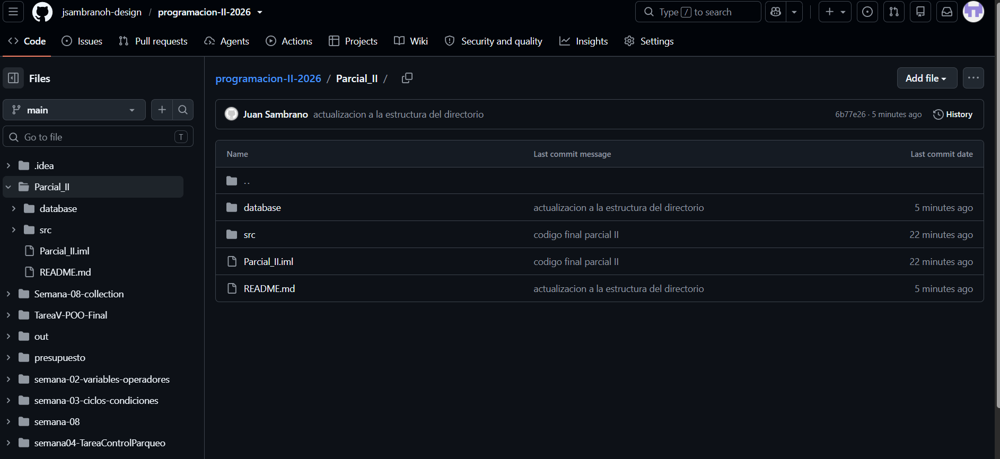 jsambranoh-design / programacion-II-2026
Type / to search
Code Issues Pull requests Agents Actions Projects Wiki Security and quality Insights Settings
Files
main
Go to file T
.idea
Parcial_II
database
src
Parcial_II.iml
README.md
Semana-08-collection
TareaV-POO-Final
out
presupuesto
semana-02-variables-operadores
semana-03-ciclos-condiciones
semana-08
semana04-TareaControlParqueo
programacion-II-2026 / Parcial_II /
Add file
Juan Sambrano actualizacion a la estructura del directorio 6b77e26 · 5 minutes ago History
Name Last commit message Last commit date
..
database actualizacion a la estructura del directorio 5 minutes ago
src codigo final parcial II 22 minutes ago
Parcial_II.iml codigo final parcial II 22 minutes ago
README.md actualizacion a la estructura del directorio 5 minutes ago